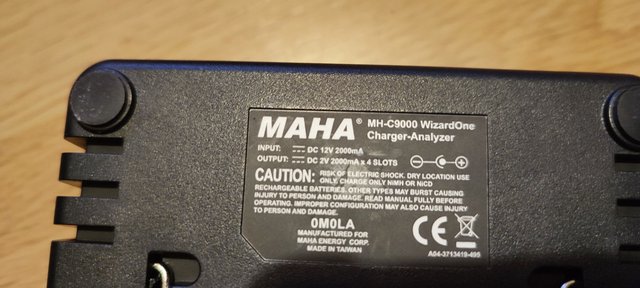 MAHA® MH-C9000 WizardOne
Charger-Analyzer
INPUT: DC 12V 2000mA
OUTPUT: DC 2V 2000mA x 4 SLOTS
CAUTION: RISK OF ELECTRIC SHOCK. DRY LOCATION USE
ONLY. CHARGE ONLY NiMH OR NiCD
RECHARGEABLE BATTERIES. OTHER TYPES MAY BURST CAUSING
INJURY TO PERSON AND DAMAGE. READ MANUAL FULLY BEFORE
OPERATING. IMPROPER CONFIGURATION MAY ALSO CAUSE INJURY
TO PERSON AND DAMAGE.
0M0LA
MANUFACTURED FOR
MAHA ENERGY CORP.
MADE IN TAIWAN
CE
A04-3713419-495